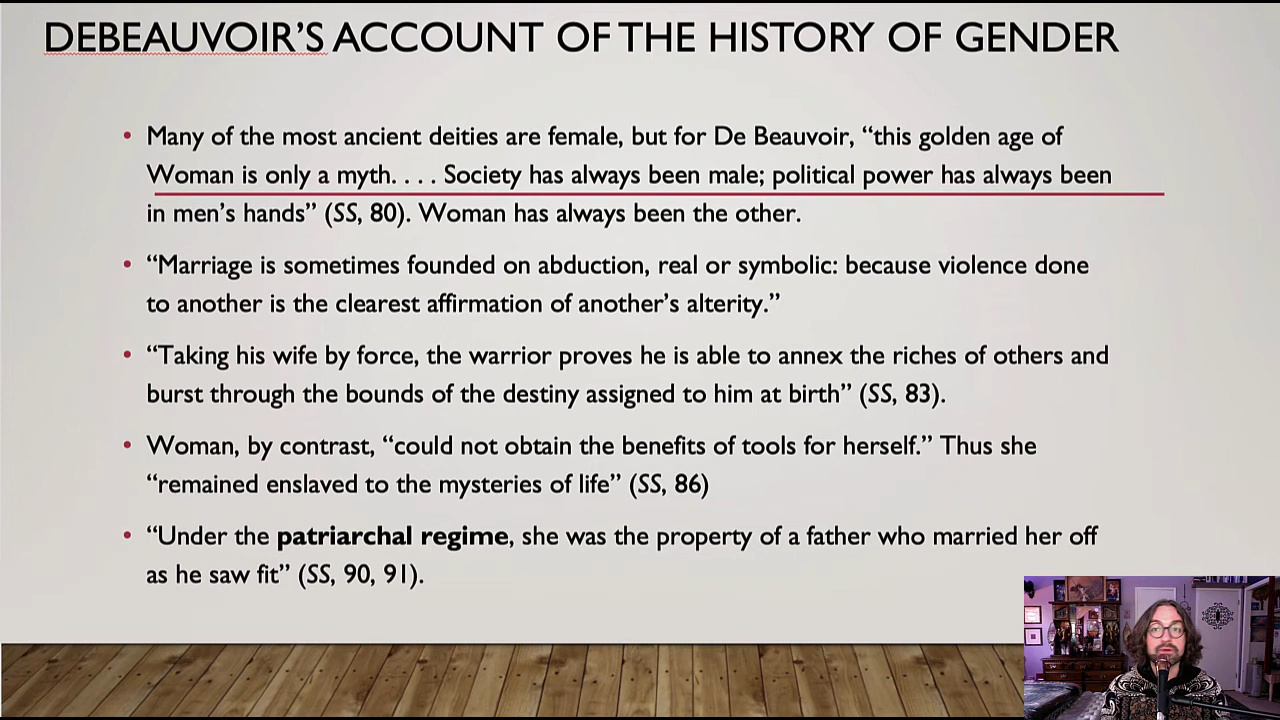 DEBEAUVOIR'S ACCOUNT OF THE HISTORY OF GENDER
• Many of the most ancient deities are female, but for De Beauvoir, “this golden age of
Woman is only a myth. . . . Society has always been male; political power has always been
in men’s hands” (SS, 80). Woman has always been the other.
• “Marriage is sometimes founded on abduction, real or symbolic: because violence done
to another is the clearest affirmation of another’s alterity.”
• “Taking his wife by force, the warrior proves he is able to annex the riches of others and
burst through the bounds of the destiny assigned to him at birth” (SS, 83).
• Woman, by contrast, “could not obtain the benefits of tools for herself.” Thus she
“remained enslaved to the mysteries of life” (SS, 86)
• “Under the patriarchal regime, she was the property of a father who married her off
as he saw fit” (SS, 90, 91).